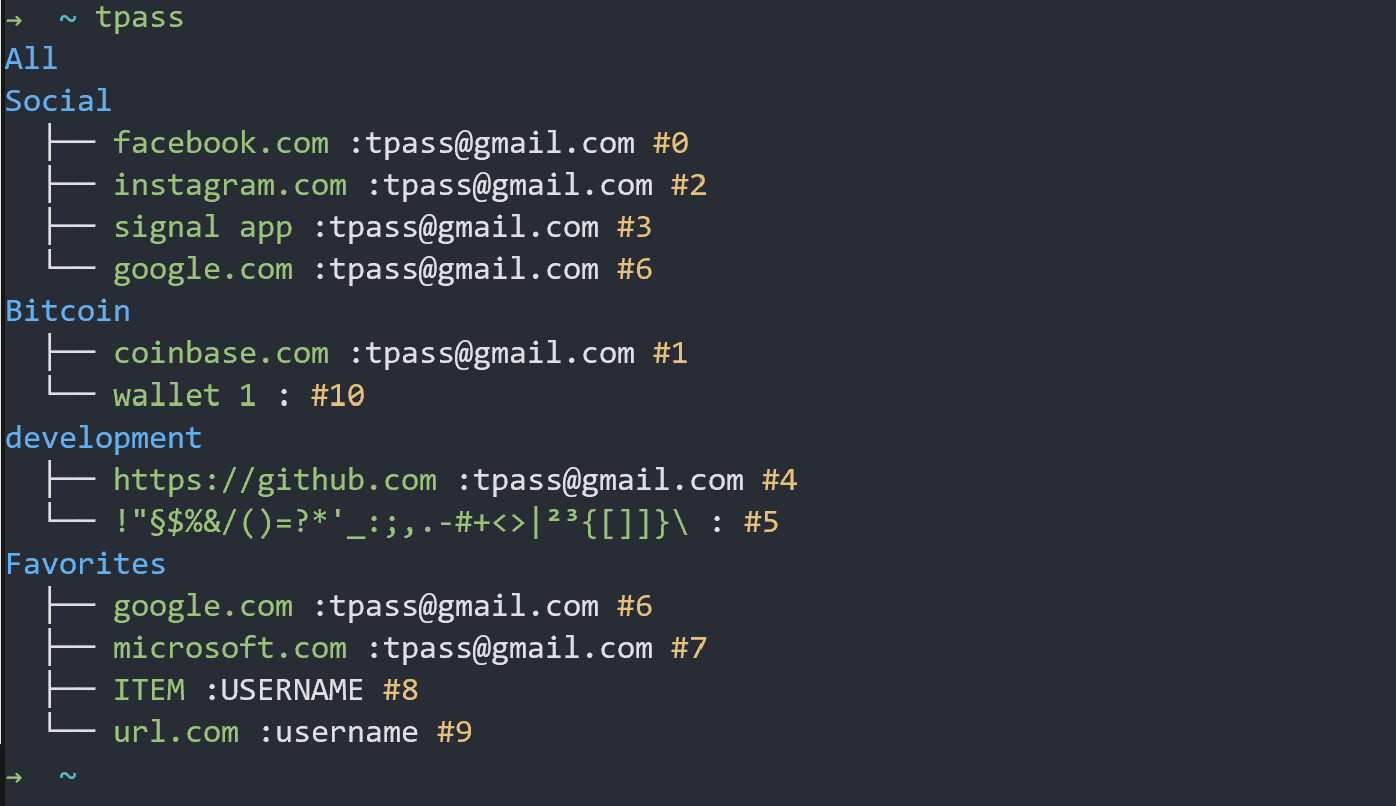 → ~ tpass
All
Social
├── facebook.com :tpass@gmail.com #0
├── instagram.com :tpass@gmail.com #2
├── signal app :tpass@gmail.com #3
└── google.com :tpass@gmail.com #6
Bitcoin
├── coinbase.com :tpass@gmail.com #1
└── wallet 1 : #10
development
├── https://github.com :tpass@gmail.com #4
└── !"§$%&/()=?*'_:;,.-#+<>|²³{[]]}\ : #5
Favorites
├── google.com :tpass@gmail.com #6
├── microsoft.com :tpass@gmail.com #7
├── ITEM :USERNAME #8
└── url.com :username #9
→ ~